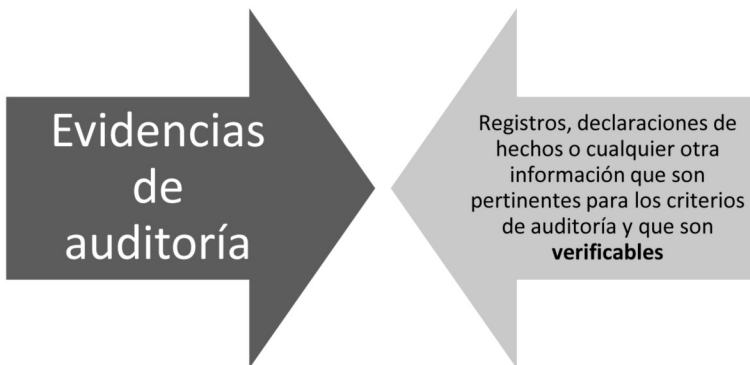 Evidencias
de
auditoría
Registros, declaraciones de
hechos o cualquier otra
información que son
pertinentes para los criterios
de auditoría y que son
verificables